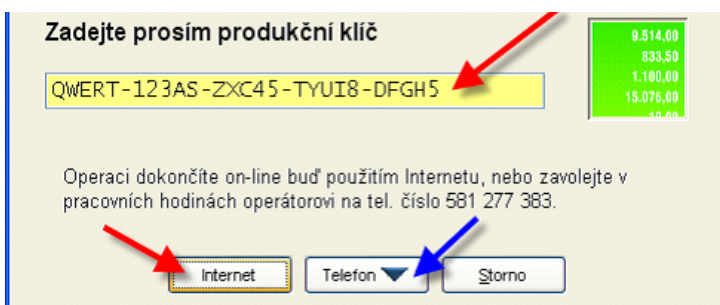 Zadejte prosím produkční klíč
9.514,00
833,50
1.100,00
15.076,00
10,00
QWERT-123AS-ZXC45-TYUI8-DFGH5
Operaci dokončíte on-line buď použitím Internetu, nebo zavolejte v
pracovních hodinách operátorovi na tel. číslo 581 277 383.
Internet
Telefon
Storno